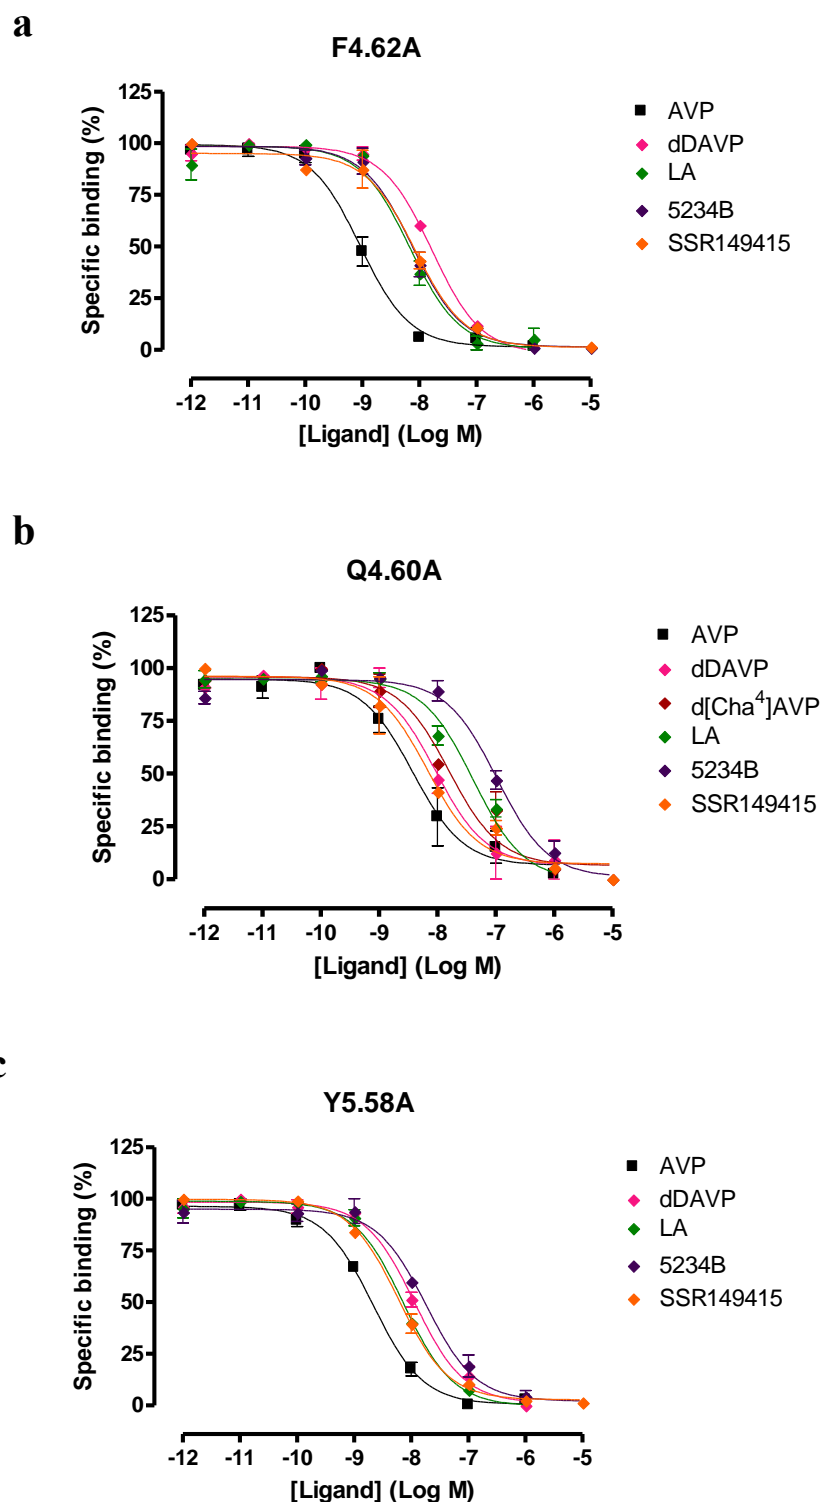 a
F4.62A
Specific binding (%)
125
100
75
50
25
0
-12 -11 -10 -9 -8 -7 -6 -5
[Ligand] (Log M)
AVP
dDAVP
LA
5234B
SSR149415
b
Q4.60A
Specific binding (%)
125
100
75
50
25
0
-12 -11 -10 -9 -8 -7 -6 -5
[Ligand] (Log M)
AVP
dDAVP
d[Cha⁴]AVP
LA
5234B
SSR149415
c
Y5.58A
Specific binding (%)
125
100
75
50
25
0
-12 -11 -10 -9 -8 -7 -6 -5
[Ligand] (Log M)
AVP
dDAVP
LA
5234B
SSR149415